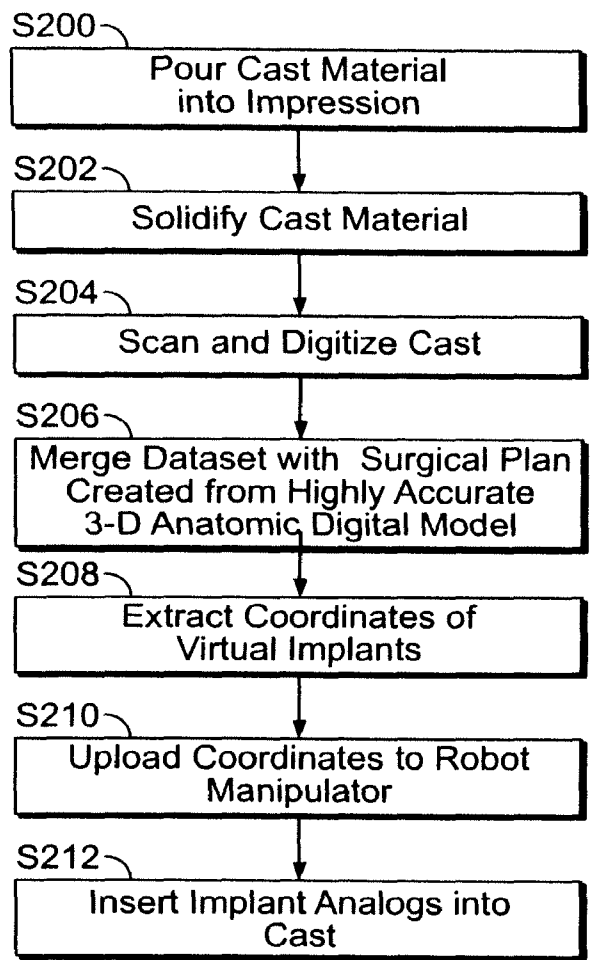 S200
Pour Cast Material
into Impression
S202
Solidify Cast Material
S204
Scan and Digitize Cast
S206
Merge Dataset with Surgical Plan
Created from Highly Accurate
3-D Anatomic Digital Model
S208
Extract Coordinates of
Virtual Implants
S210
Upload Coordinates to Robot
Manipulator
S212
Insert Implant Analogs into
Cast